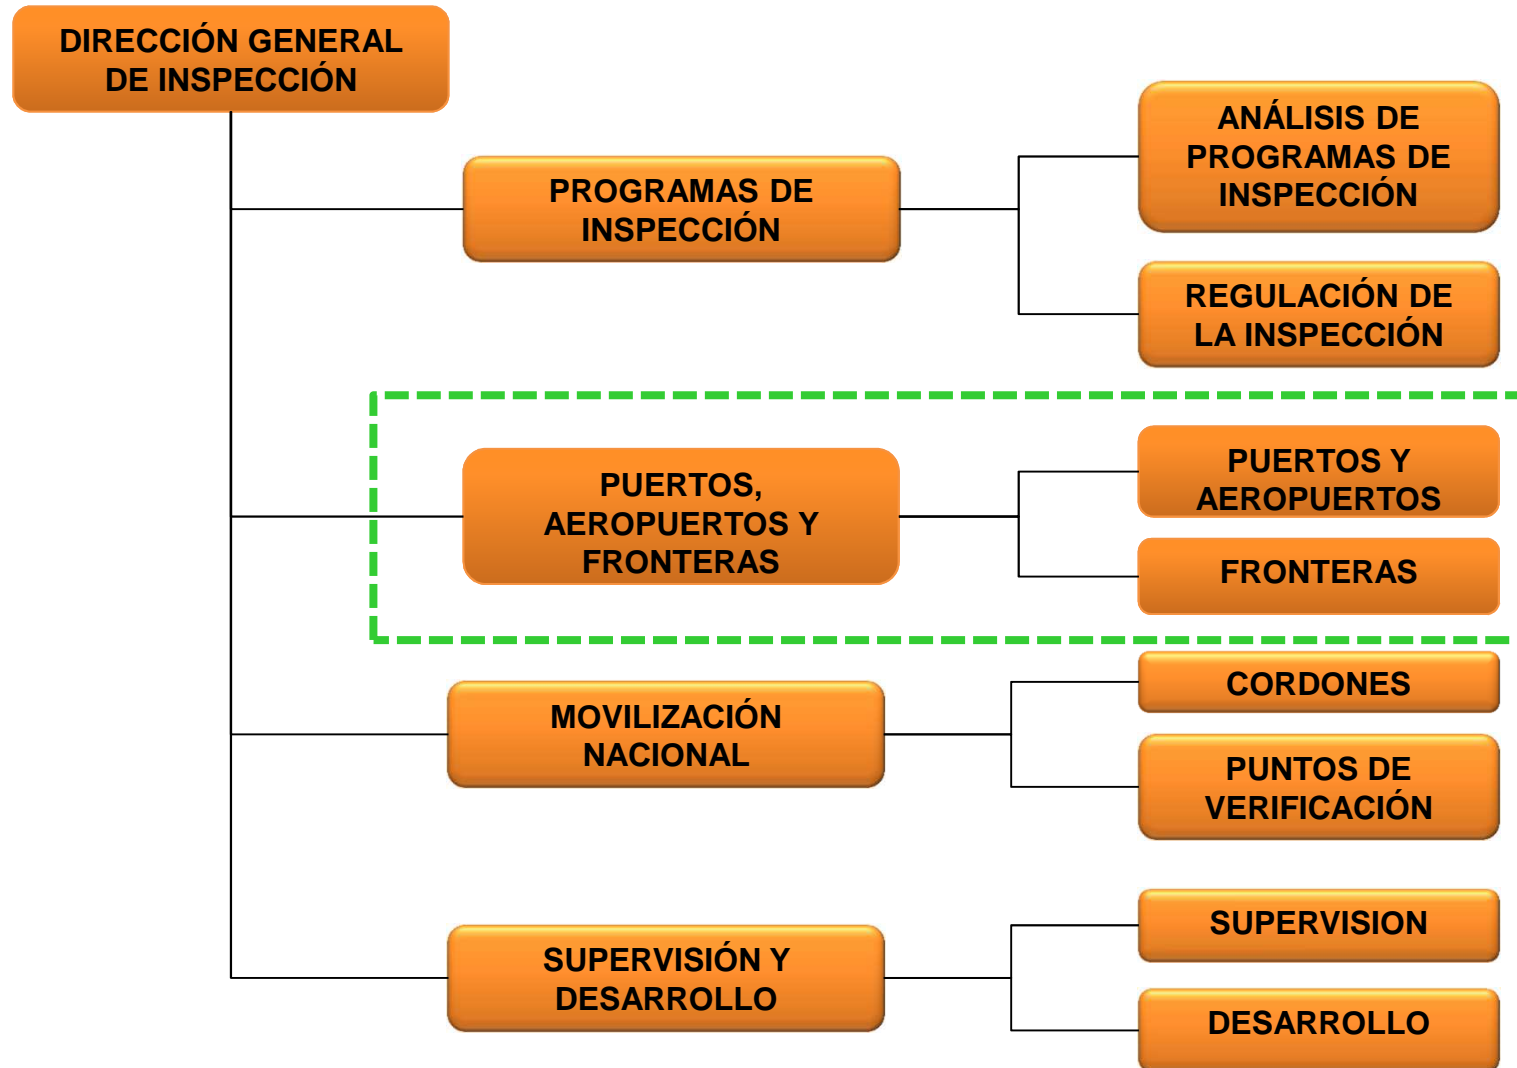 DIRECCIÓN GENERAL
DE INSPECCIÓN
PROGRAMAS DE
INSPECCIÓN
ANÁLISIS DE
PROGRAMAS DE
INSPECCIÓN
REGULACIÓN DE
LA INSPECCIÓN
PUERTOS,
AEROPUERTOS Y
FRONTERAS
PUERTOS Y
AEROPUERTOS
FRONTERAS
MOVILIZACIÓN
NACIONAL
CORDONES
PUNTOS DE
VERIFICACIÓN
SUPERVISIÓN Y
DESARROLLO
SUPERVISION
DESARROLLO